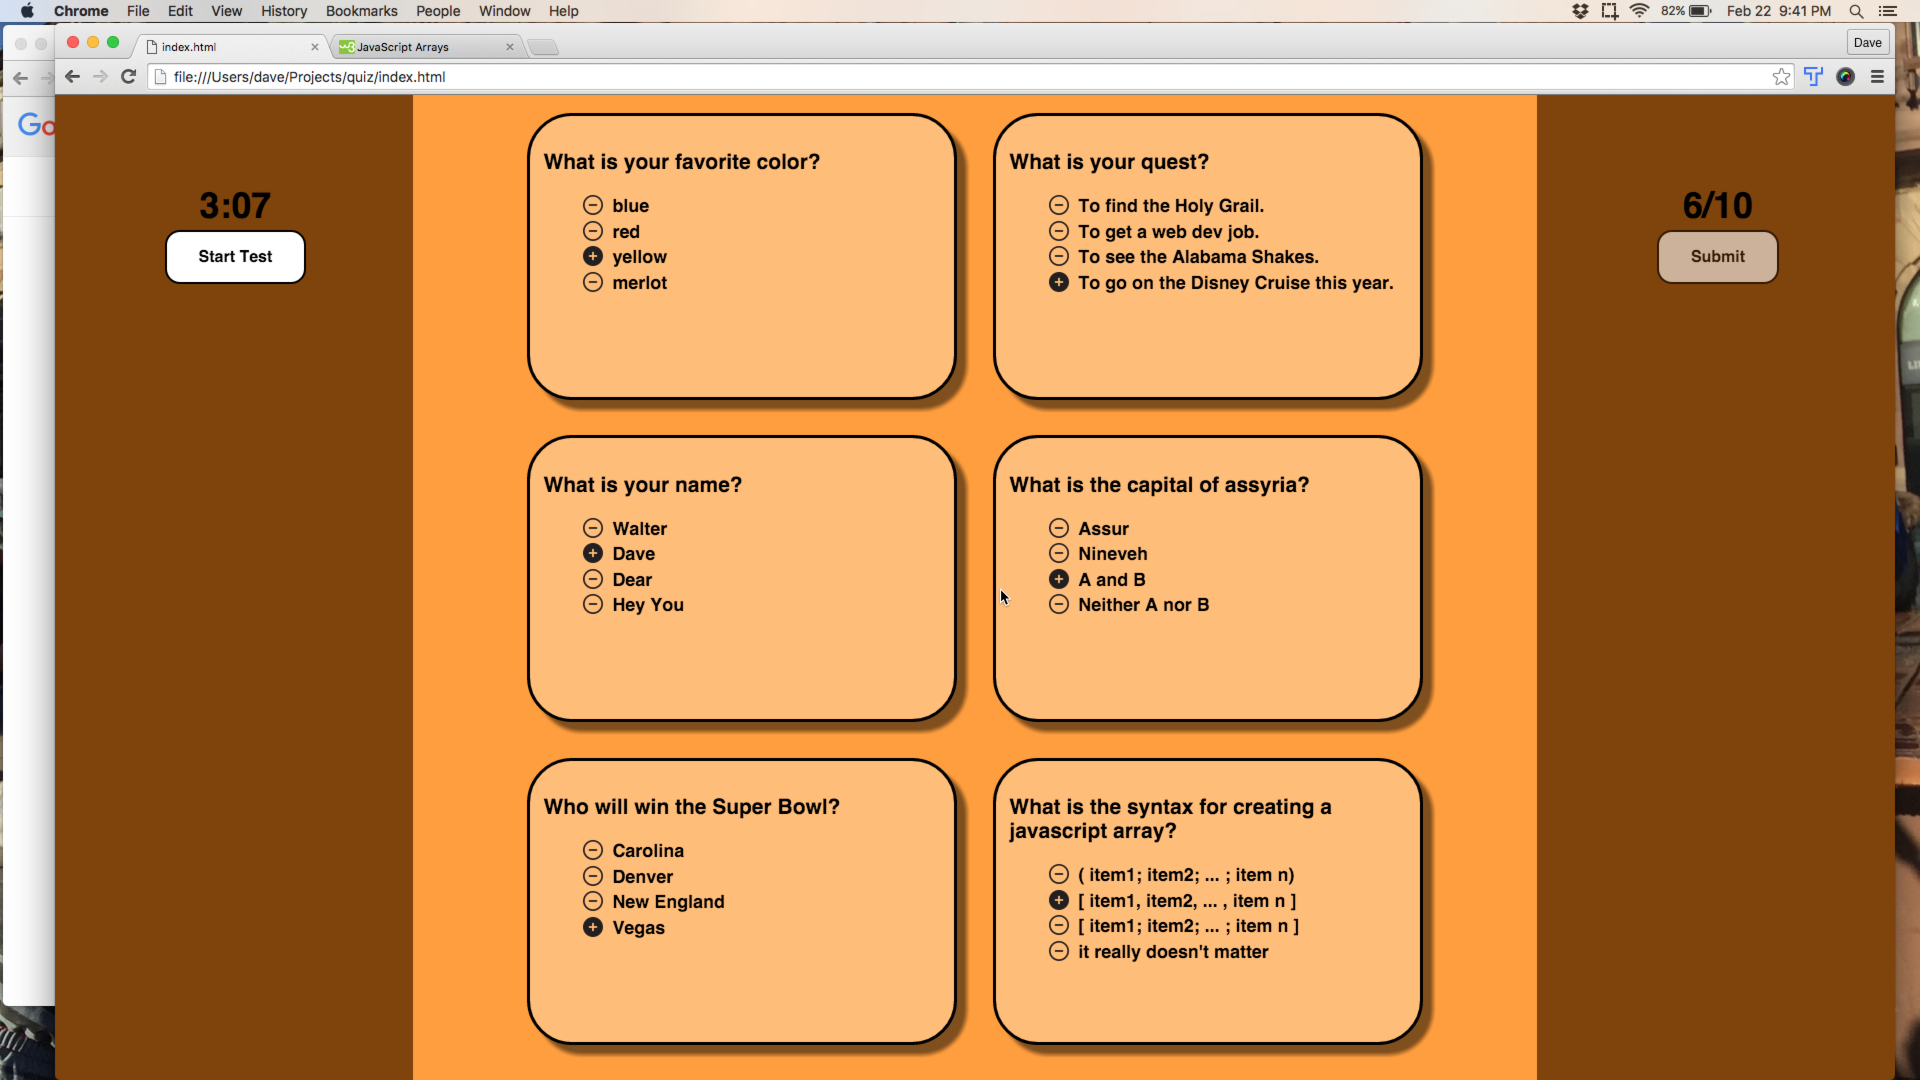 Chrome File Edit View History Bookmarks People Window Help 82% Feb 22 9:41 PM
index.html JavaScript Arrays Dave
file:///Users/dave/Projects/quiz/index.html
Go
3:07
Start Test
6/10
Submit
What is your favorite color?
blue
red
yellow
merlot
What is your quest?
To find the Holy Grail.
To get a web dev job.
To see the Alabama Shakes.
To go on the Disney Cruise this year.
What is your name?
Walter
Dave
Dear
Hey You
What is the capital of assyria?
Assur
Nineveh
A and B
Neither A nor B
Who will win the Super Bowl?
Carolina
Denver
New England
Vegas
What is the syntax for creating a
javascript array?
( item1; item2; ... ; item n)
[ item1, item2, ... , item n ]
[ item1; item2; ... ; item n ]
it really doesn't matter